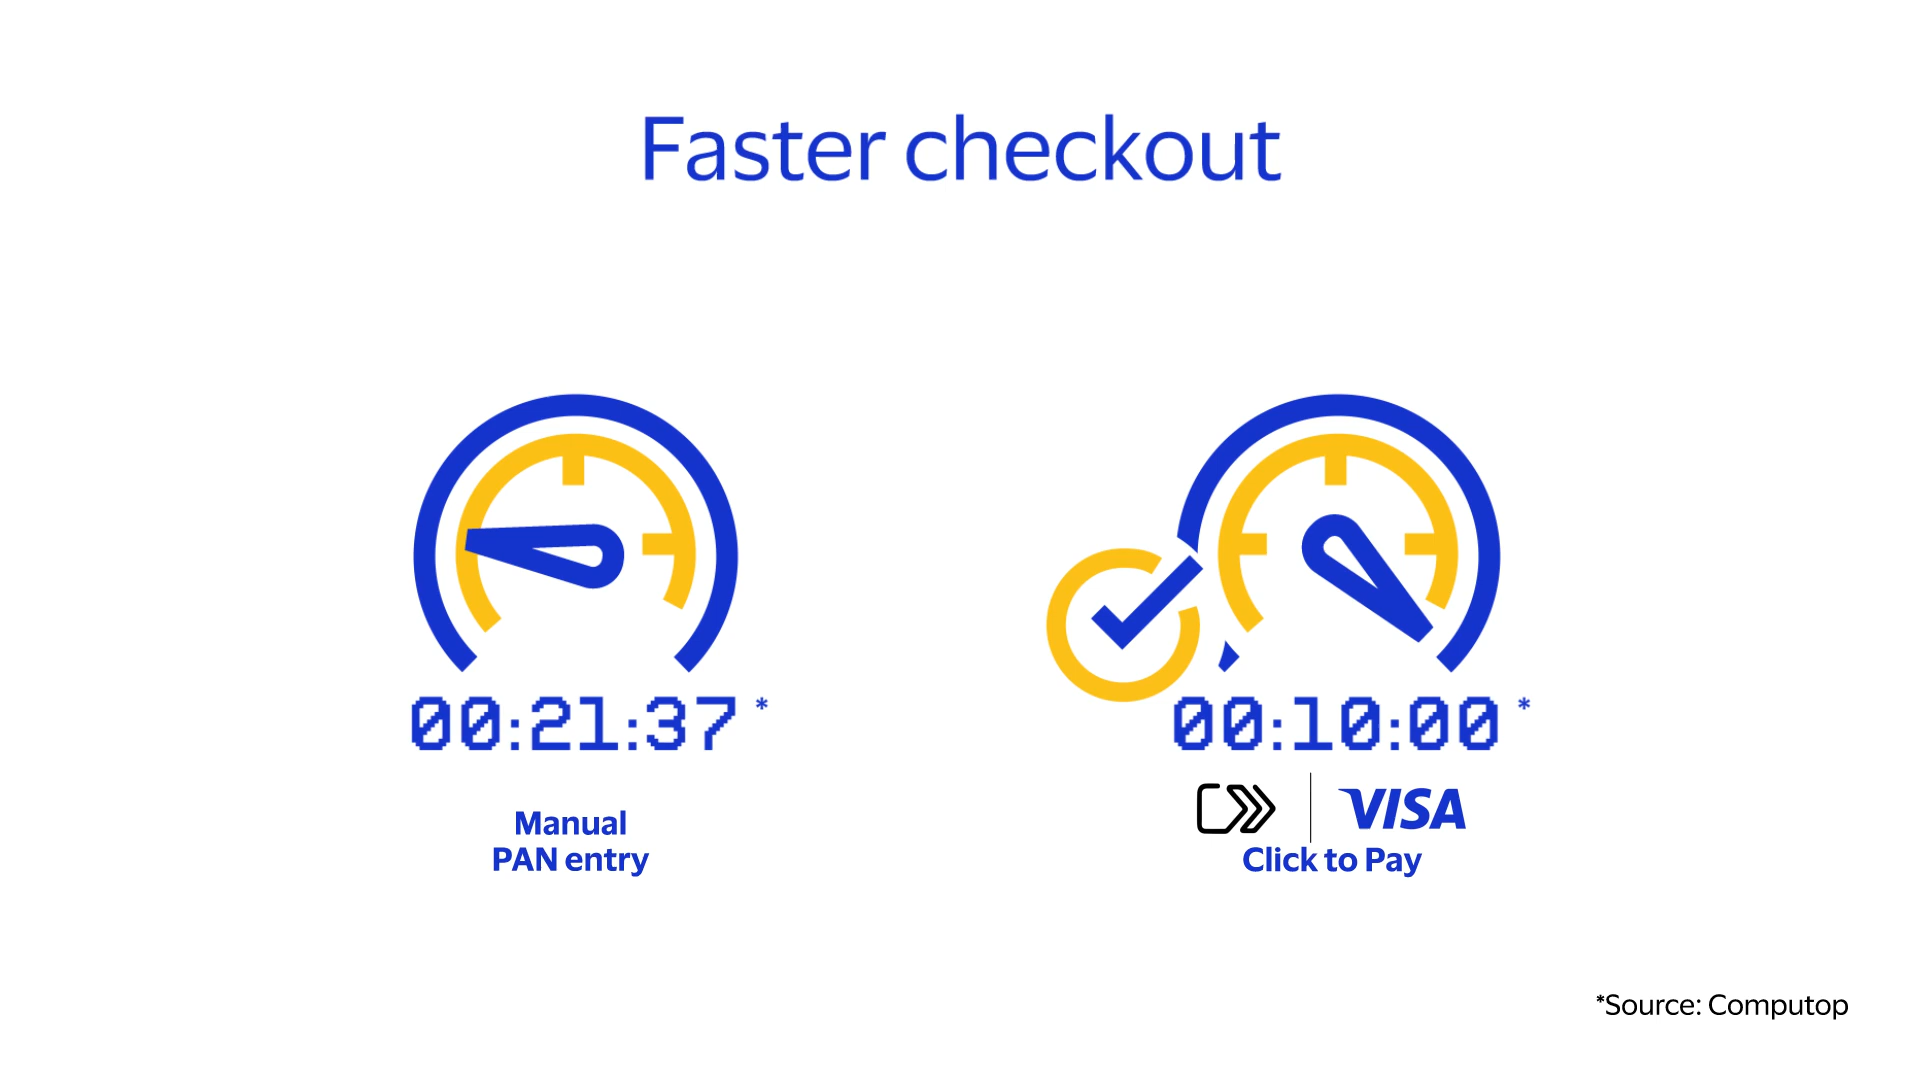 Faster checkout
00:21:37*
00:10:00*
Manual
PAN entry
VISA
Click to Pay
*Source: Computop